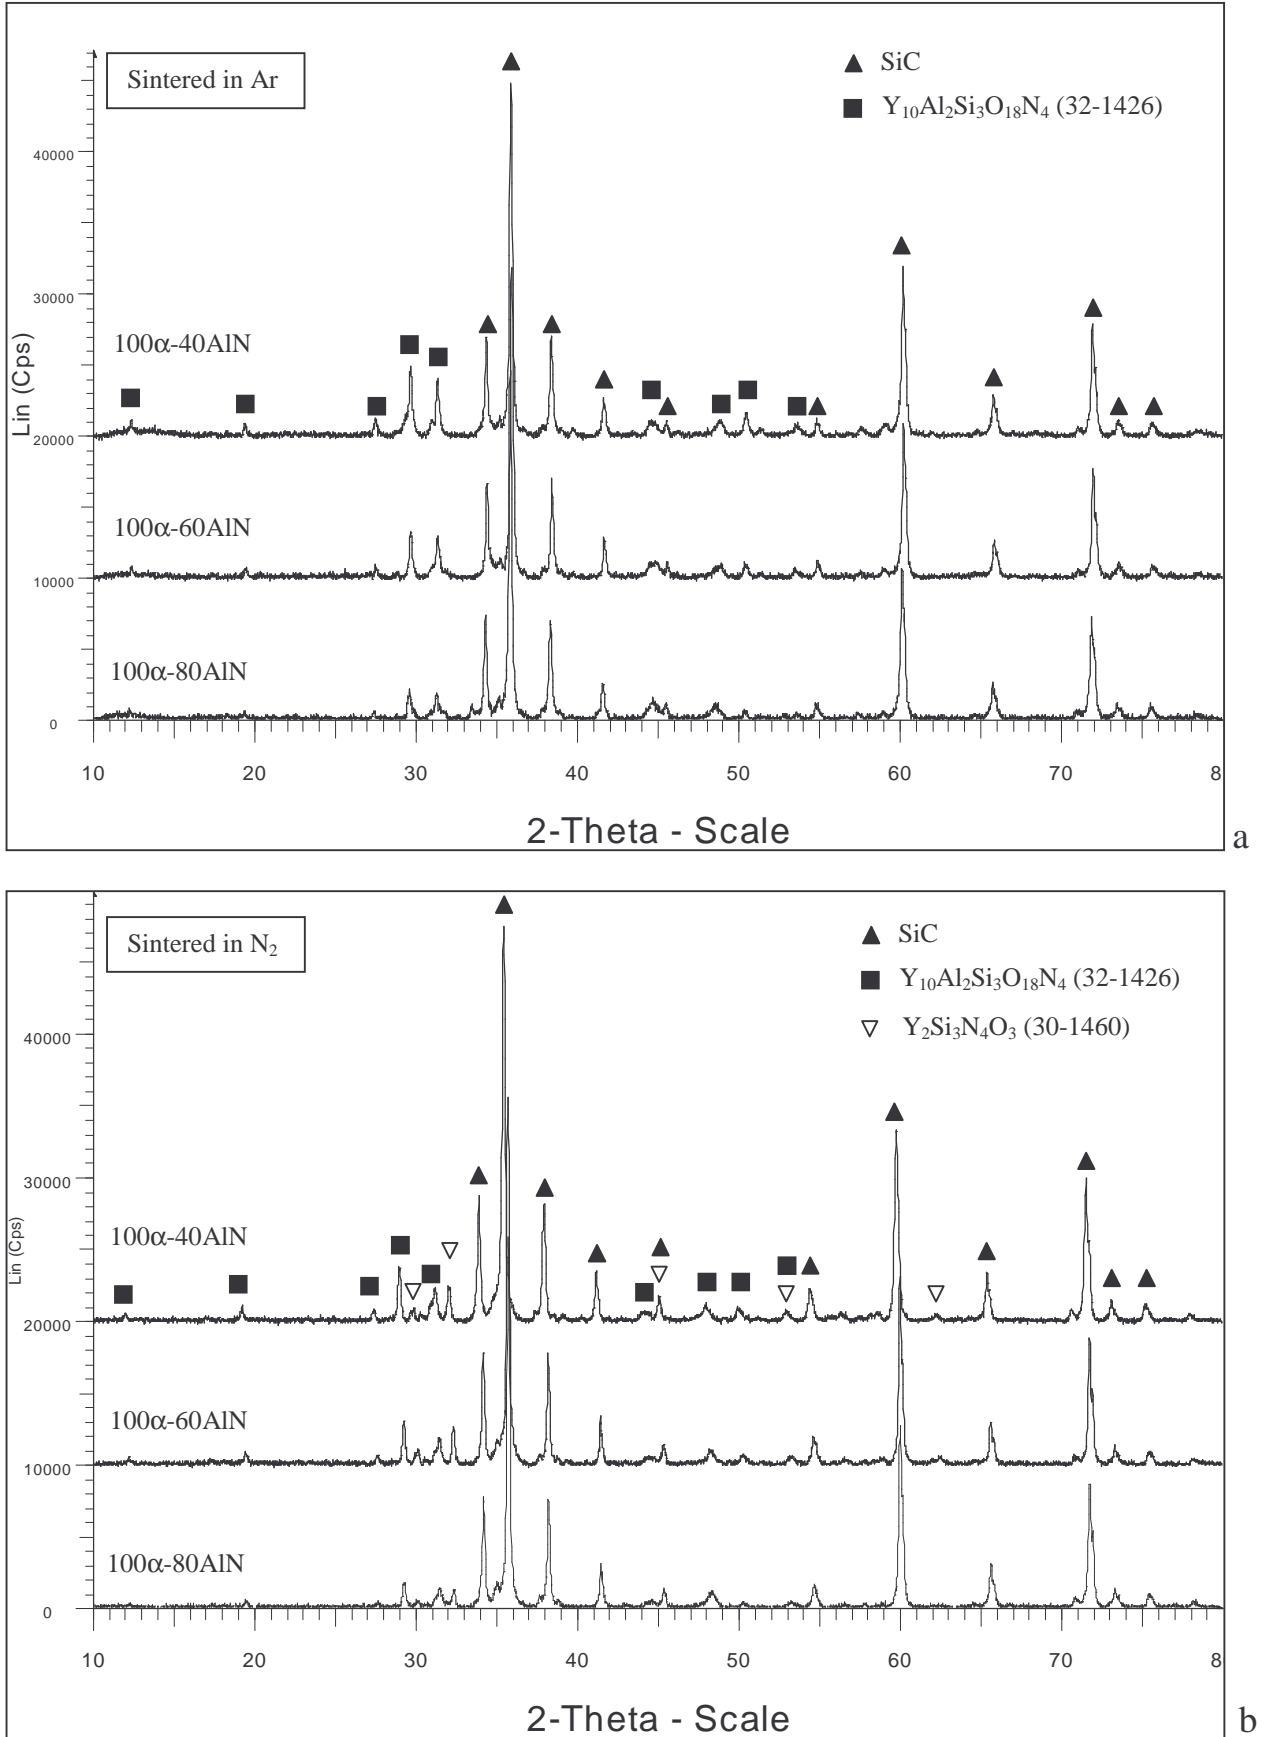 Sintered in Ar
▲ SiC
■ Y₁₀Al₂Si₃O₁₈N₄ (32-1426)
Lin (Cps)
40000
30000
20000
10000
0
100α-40AlN
100α-60AlN
100α-80AlN
10 20 30 40 50 60 70 8
2-Theta - Scale
a
Sintered in N₂
▲ SiC
■ Y₁₀Al₂Si₃O₁₈N₄ (32-1426)
▽ Y₂Si₃N₄O₃ (30-1460)
Lin (Cps)
40000
30000
20000
10000
0
100α-40AlN
100α-60AlN
100α-80AlN
10 20 30 40 50 60 70 8
2-Theta - Scale
b